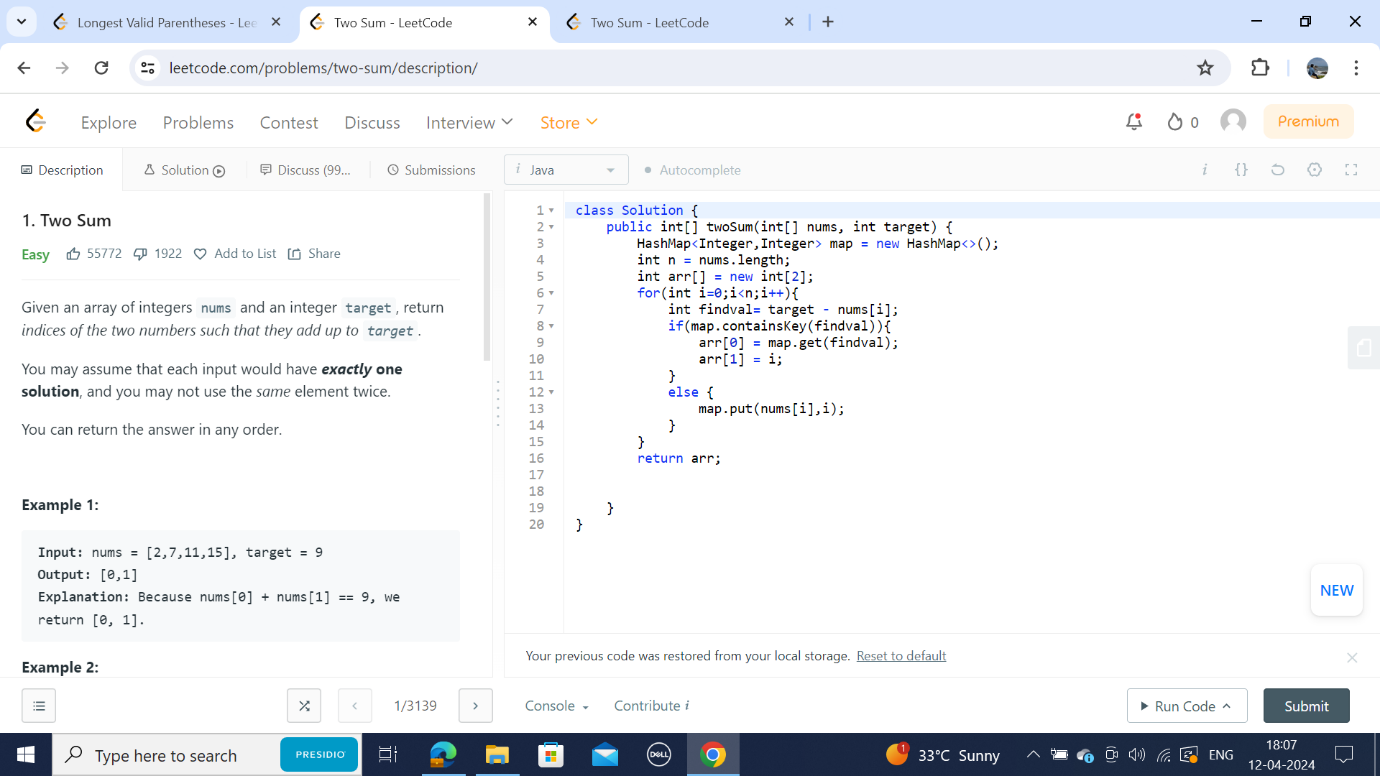 Longest Valid Parentheses - Lee
Two Sum - LeetCode
Two Sum - LeetCode
leetcode.com/problems/two-sum/description/
Explore Problems Contest Discuss Interview Store 0 Premium
Description Solution Discuss (99... Submissions i Java Autocomplete i {}
1. Two Sum
Easy 55772 1922 Add to List Share
Given an array of integers nums and an integer target, return
indices of the two numbers such that they add up to target.
You may assume that each input would have exactly one
solution, and you may not use the same element twice.
You can return the answer in any order.
Example 1:
Input: nums = [2,7,11,15], target = 9
Output: [0,1]
Explanation: Because nums[0] + nums[1] == 9, we
return [0, 1].
Example 2:
1 class Solution {
2 public int[] twoSum(int[] nums, int target) {
3 HashMap<Integer,Integer> map = new HashMap<>();
4 int n = nums.length;
5 int arr[] = new int[2];
6 for(int i=0;i<n;i++){
7 int findval= target - nums[i];
8 if(map.containsKey(findval)){
9 arr[0] = map.get(findval);
10 arr[1] = i;
11 }
12 else {
13 map.put(nums[i],i);
14 }
15 }
16 return arr;
17
18
19 }
20 }
NEW
Your previous code was restored from your local storage. Reset to default
1/3139 Console Contribute i Run Code Submit
Type here to search PRESIDIO DELL 1 33°C Sunny ENG 18:07
12-04-2024